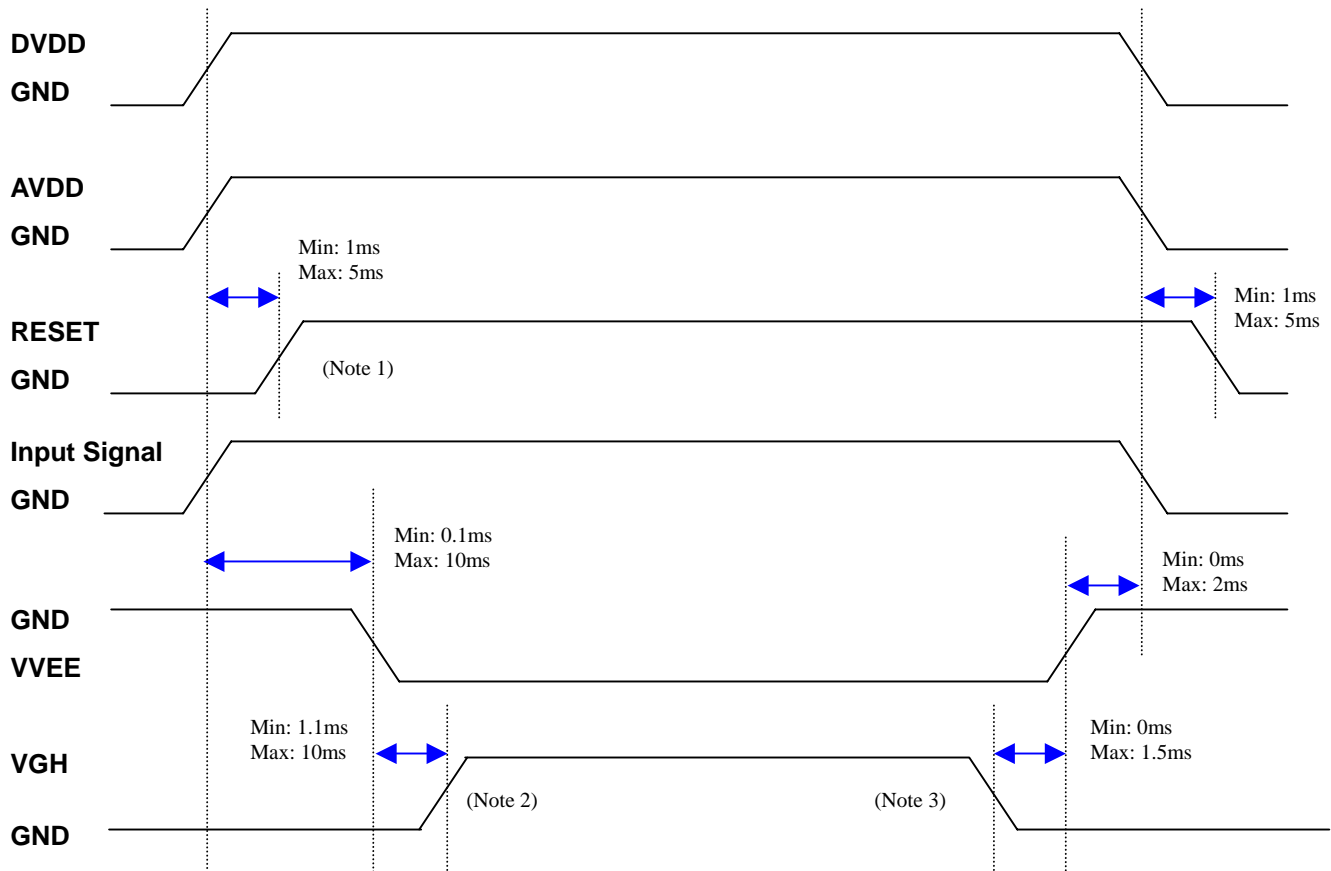 DVDD
GND
AVDD
GND
Min: 1ms
Max: 5ms
Min: 1ms
Max: 5ms
RESET
(Note 1)
GND
Input Signal
GND
Min: 0.1ms
Max: 10ms
Min: 0ms
Max: 2ms
GND
VVEE
Min: 1.1ms
Max: 10ms
Min: 0ms
Max: 1.5ms
VGH
(Note 2)
(Note 3)
GND